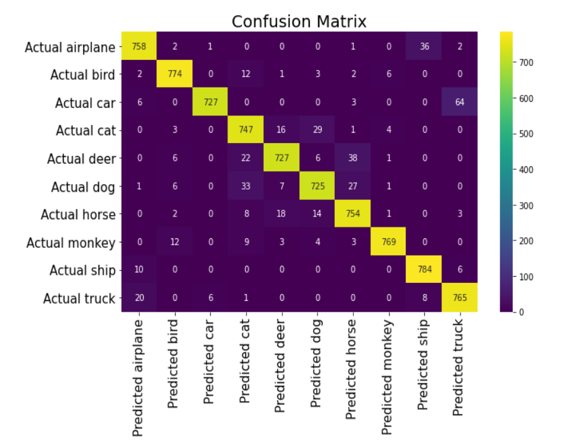 Confusion Matrix
Actual airplane 758 2 1 0 0 0 1 0 36 2
Actual bird 2 774 0 12 1 3 2 6 0 0
Actual car 6 0 727 0 0 0 3 0 0 64
Actual cat 0 3 0 747 16 29 1 4 0 0
Actual deer 0 6 0 22 727 6 38 1 0 0
Actual dog 1 6 0 33 7 725 27 1 0 0
Actual horse 0 2 0 8 18 14 754 1 0 3
Actual monkey 0 12 0 9 3 4 3 769 0 0
Actual ship 10 0 0 0 0 0 0 0 784 6
Actual truck 20 0 6 1 0 0 0 0 8 765
Predicted airplane
Predicted bird
Predicted car
Predicted cat
Predicted deer
Predicted dog
Predicted horse
Predicted monkey
Predicted ship
Predicted truck
700
600
500
400
300
200
100
0